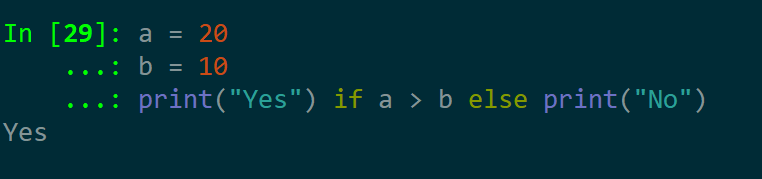 In [29]: a = 20
    ...: b = 10
    ...: print("Yes") if a > b else print("No")
Yes